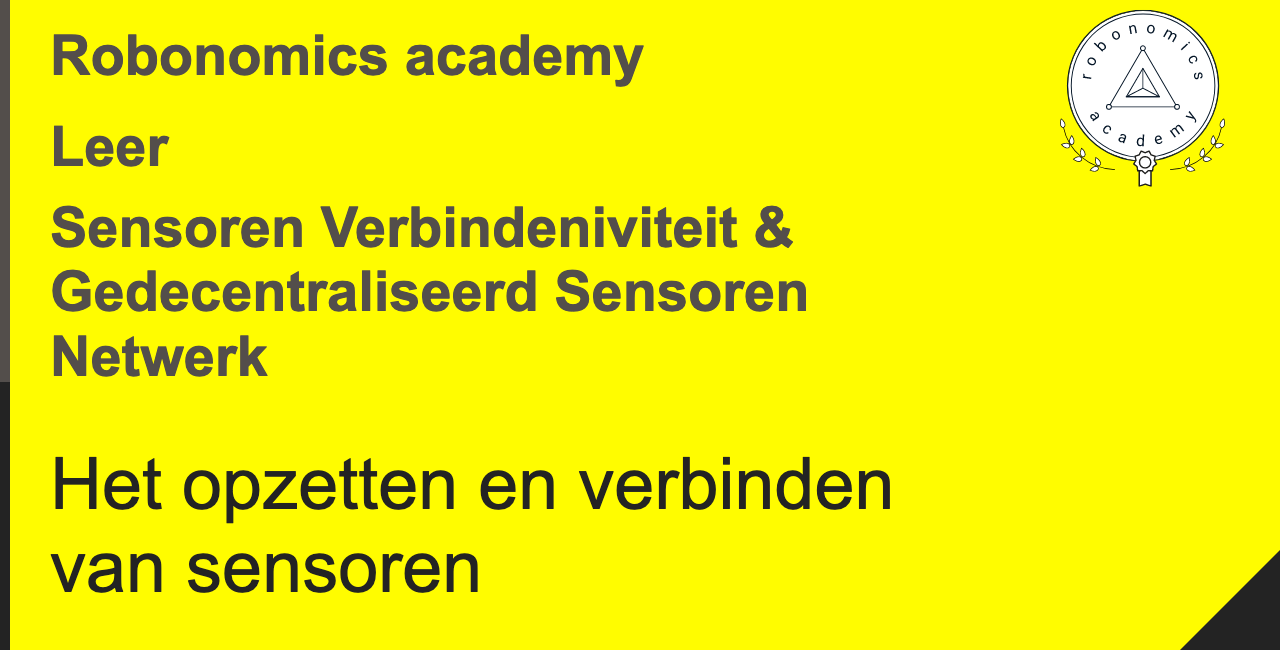 Robonomics academy
Leer
Sensoren Verbindeniviteit &
Gedecentraliseerd Sensoren
Netwerk
Het opzetten en verbinden
van sensoren
robonomics
academy